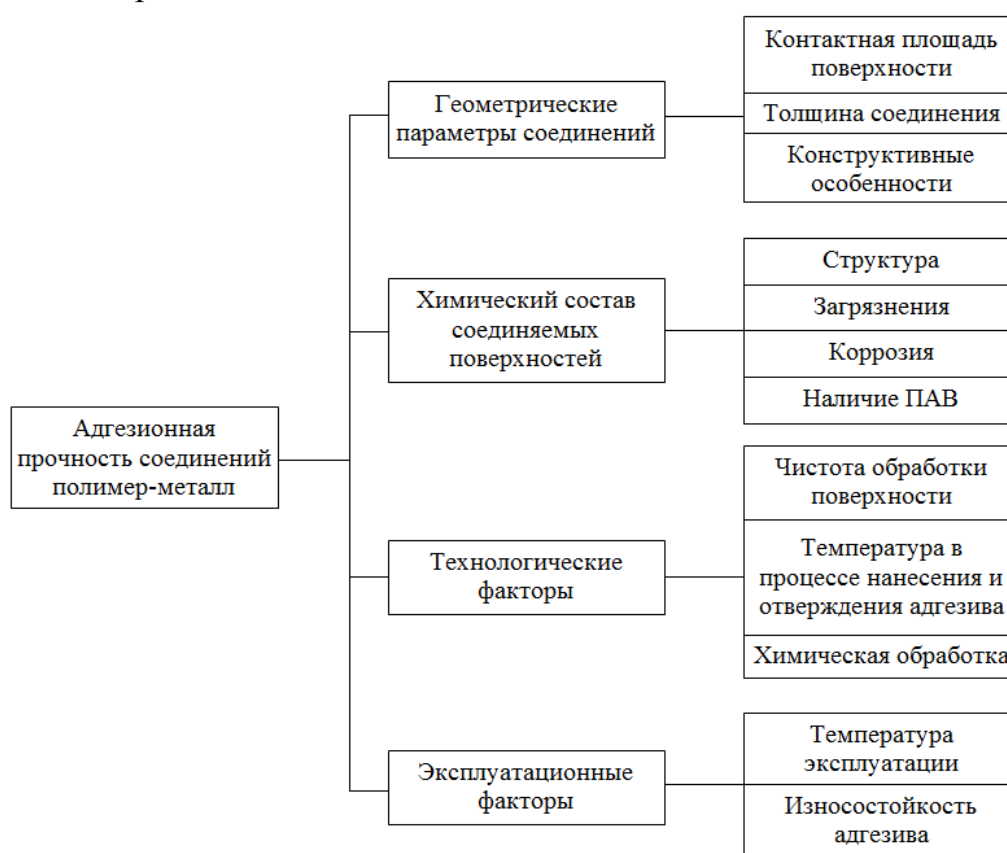 Контактная площадь
поверхности
Геометрические
параметры соединений
Толщина соединения
Конструктивные
особенности
Структура
Химический состав
соединяемых
поверхностей
Загрязнения
Коррозия
Наличие ПАВ
Адгезионная
прочность соединений
полимер-металл
Чистота обработки
поверхности
Технологические
факторы
Температура в
процессе нанесения и
отверждения адгезива
Химическая обработка
Эксплуатационные
факторы
Температура
эксплуатации
Износостойкость
адгезива